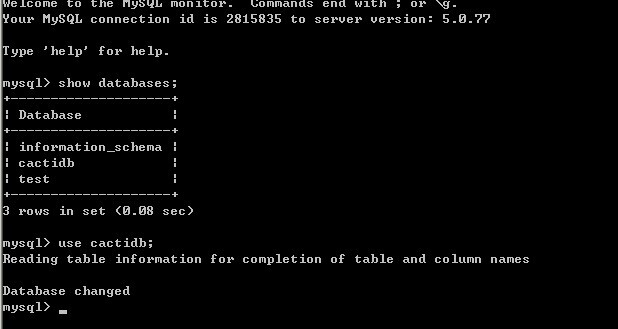 Welcome to the MySQL monitor.  Commands end with ; or \g.
Your MySQL connection id is 2815835 to server version: 5.0.77

Type 'help' for help.

mysql> show databases;
+--------------------+
| Database           |
+--------------------+
| information_schema |
| cactidb            |
| test               |
+--------------------+
3 rows in set (0.08 sec)

mysql> use cactidb;
Reading table information for completion of table and column names

Database changed
mysql> _